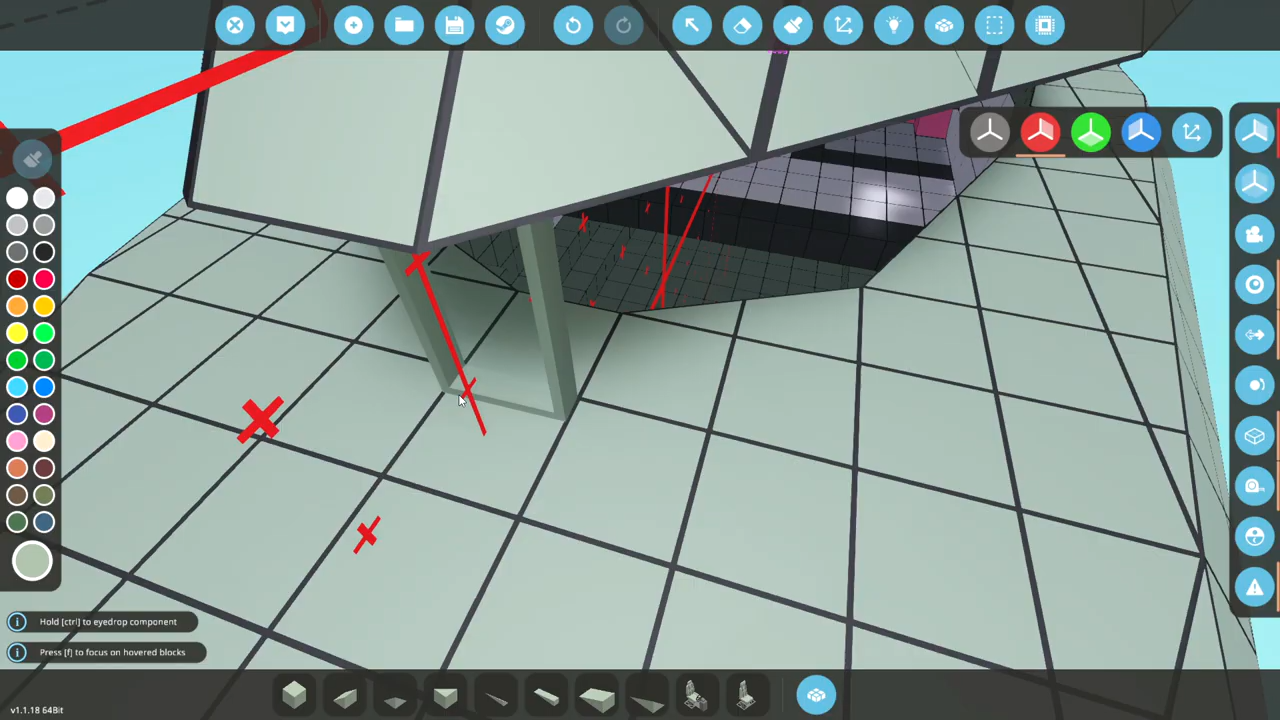 Hold [ctrl] to eyedrop component
Press [f] to focus on hovered blocks
v1.1.18 64Bit